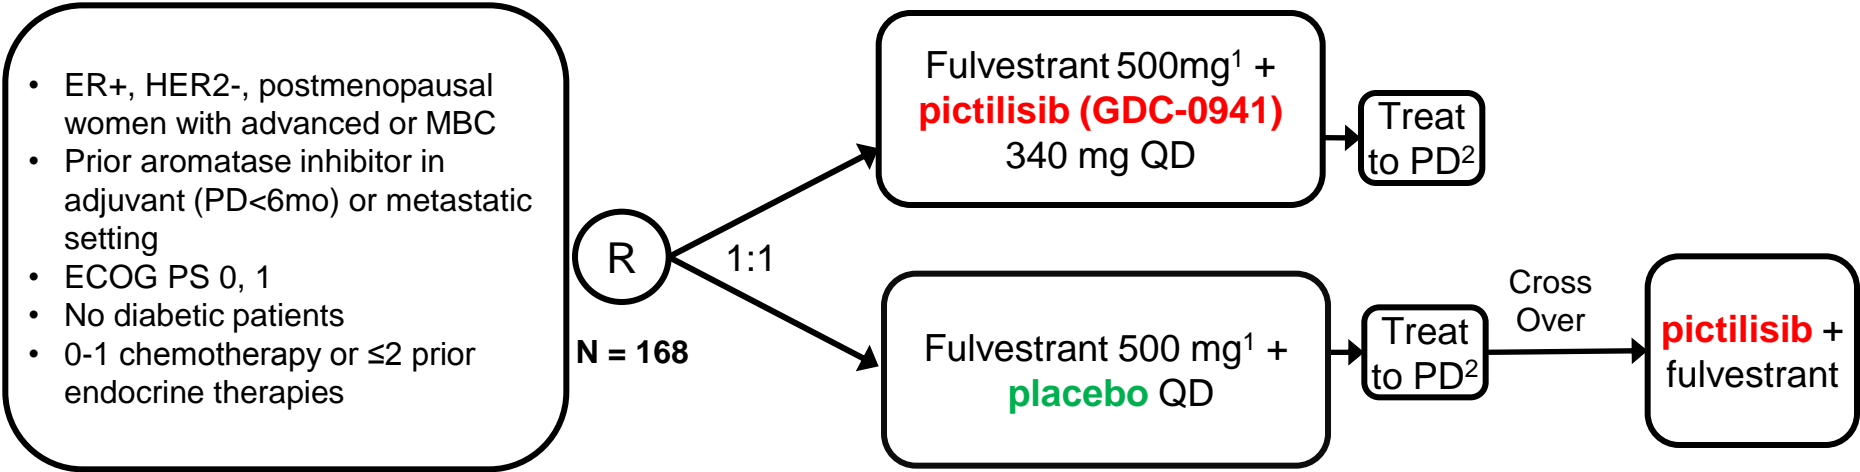 • ER+, HER2-, postmenopausal
women with advanced or MBC
• Prior aromatase inhibitor in
adjuvant (PD<6mo) or metastatic
setting
• ECOG PS 0, 1
• No diabetic patients
• 0-1 chemotherapy or ≤2 prior
endocrine therapies
R
N = 168
1:1
Fulvestrant 500mg¹ +
pictilisib (GDC-0941)
340 mg QD
Treat
to PD²
Fulvestrant 500 mg¹ +
placebo QD
Treat
to PD²
Cross
Over
pictilisib +
fulvestrant